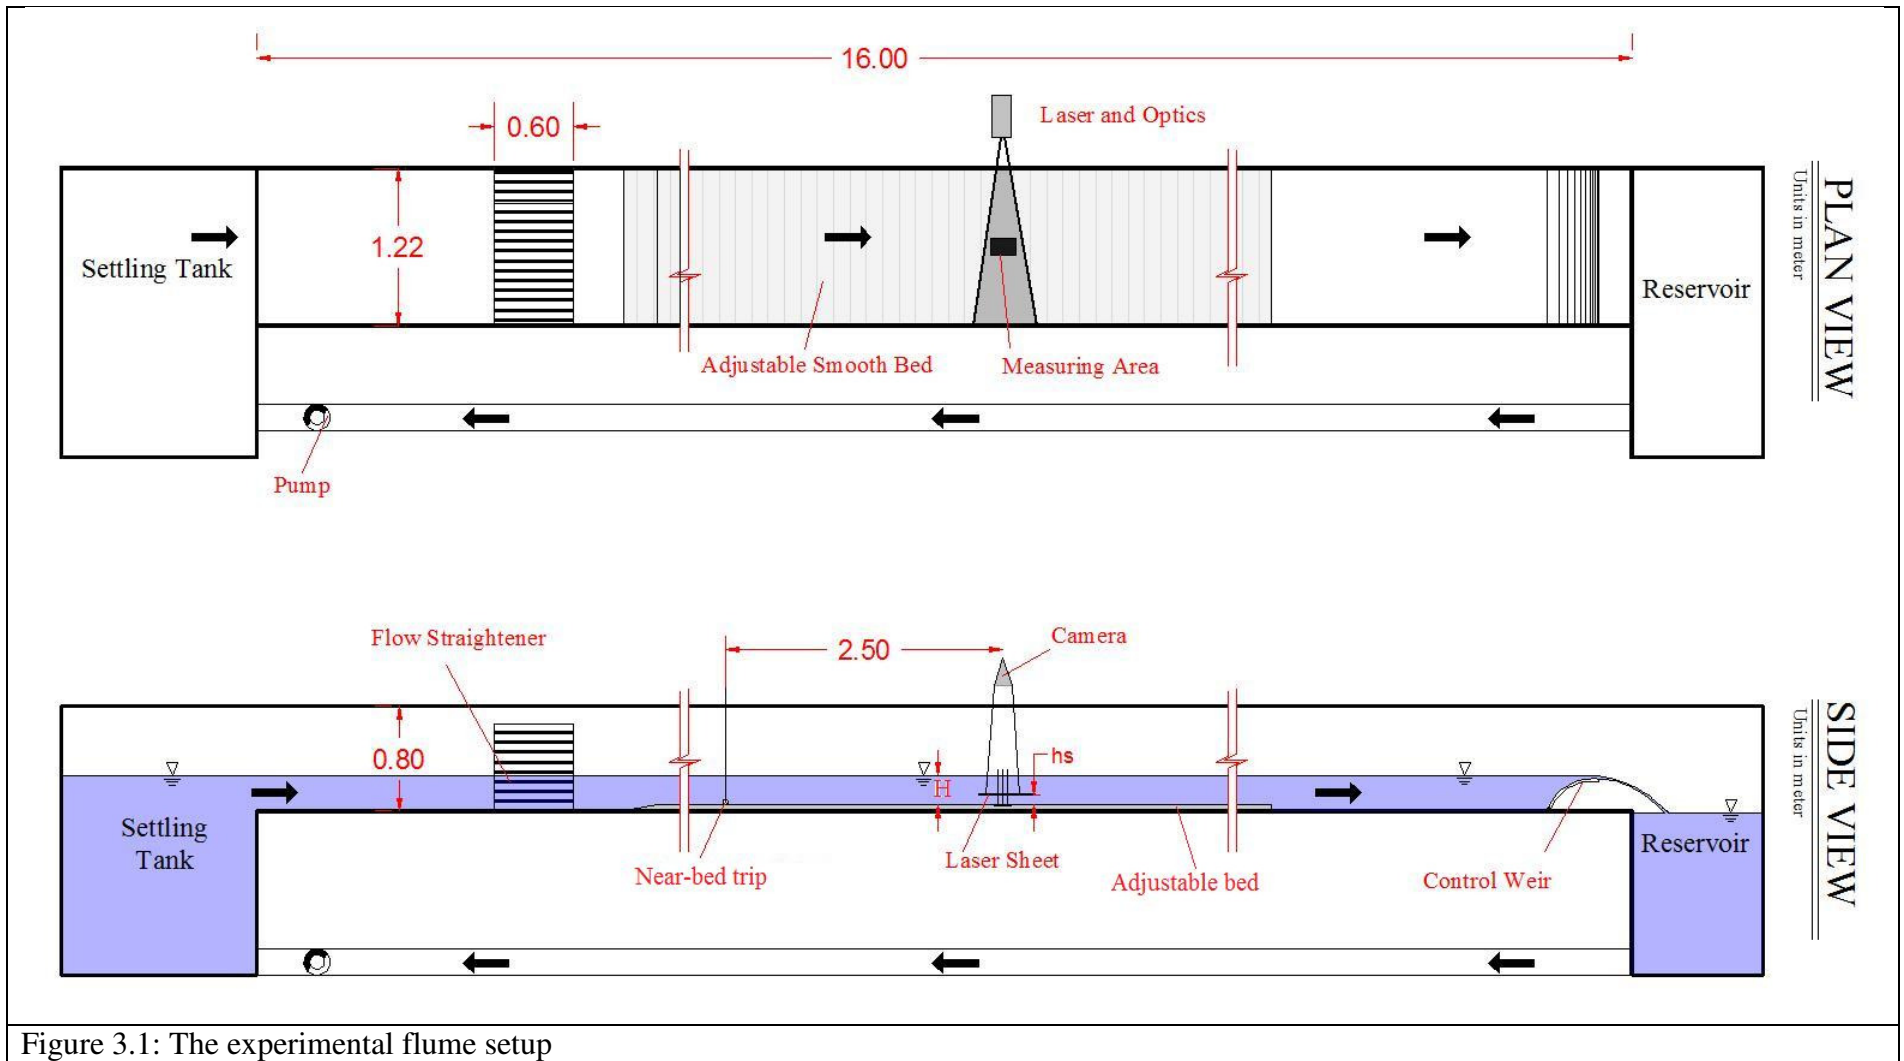 16.00
Laser and Optics
0.60
1.22
Settling Tank
Reservoir
Adjustable Smooth Bed
Measuring Area
Pump
PLAN VIEW
Units in meter
Flow Straightener
2.50
Camera
0.80
hs
H
Settling
Tank
Near-bed trip
Laser Sheet
Adjustable bed
Control Weir
Reservoir
SIDE VIEW
Units in meter
Figure 3.1: The experimental flume setup